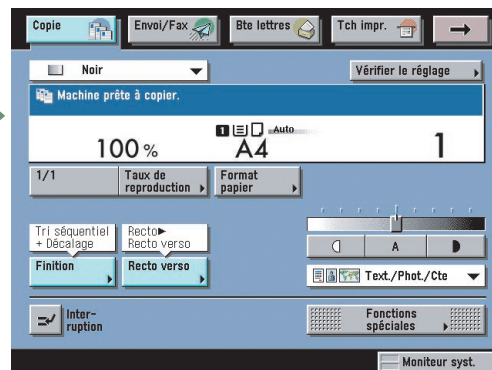 Copie
Envoi/Fax
Bte lettres
Tch impr.
Noir
Vérifier le réglage
Machine prête à copier.
100 %
1
Auto
A4
1
1/1
Taux de
reproduction
Format
papier
Tri séquentiel
+ Décalage
Recto►
Recto verso
Finition
Recto verso
A
Text./Phot./Cte
Inter-
ruption
Fonctions
spéciales
Moniteur syst.